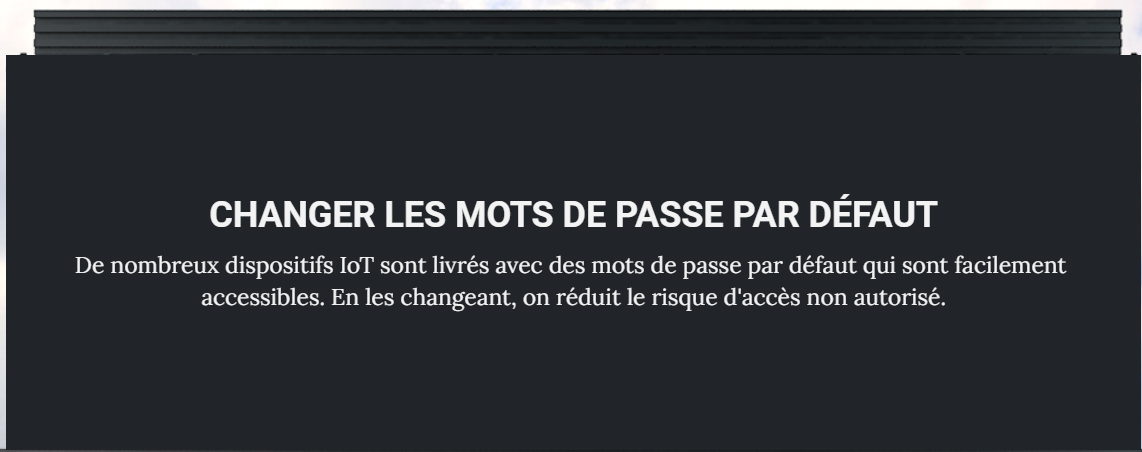 CHANGER LES MOTS DE PASSE PAR DÉFAUT
De nombreux dispositifs IoT sont livrés avec des mots de passe par défaut qui sont facilement
accessibles. En les changeant, on réduit le risque d'accès non autorisé.